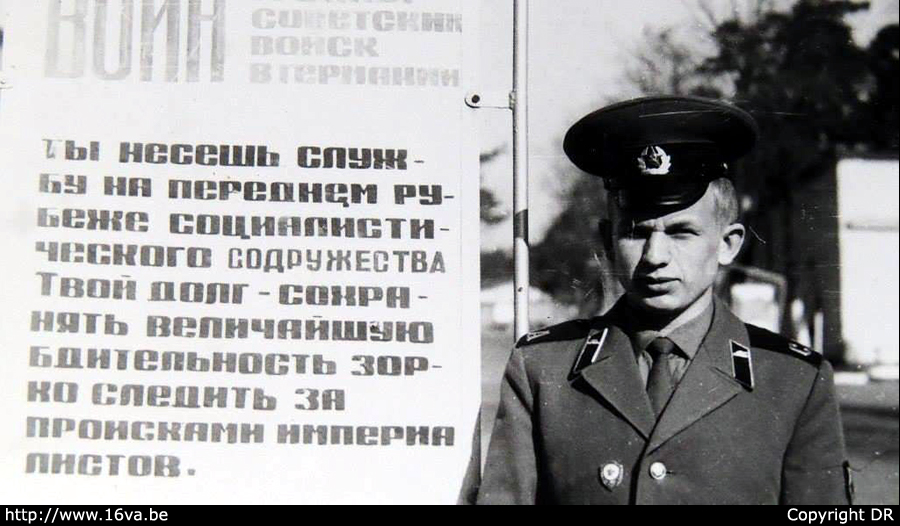 ВОИН
СОВЕТСКИХ
ВОЙСК
В ГЕРМАНИИ
ТЫ НЕСЕШЬ СЛУЖ-
БУ НА ПЕРЕДНЕМ РУ-
БЕЖЕ СОЦИАЛИСТИ-
ЧЕСКОГО СОДРУЖЕСТВА
ТВОЙ ДОЛГ - СОХРА-
НЯТЬ ВЕЛИЧАЙШУЮ
БДИТЕЛЬНОСТЬ ЗОР-
КО СЛЕДИТЬ ЗА
ПРОИСКАМИ ИМПЕРИА
ЛИСТОВ.
http://www.16va.be
Copyright DR